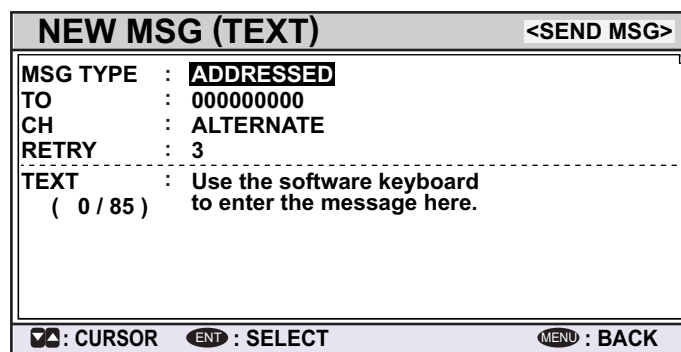 NEW MSG (TEXT) <SEND MSG>
MSG TYPE : ADDRESSED
TO : 000000000
CH : ALTERNATE
RETRY : 3
TEXT : Use the software keyboard
( 0 / 85 ) to enter the message here.
: CURSOR ENT : SELECT MENU : BACK